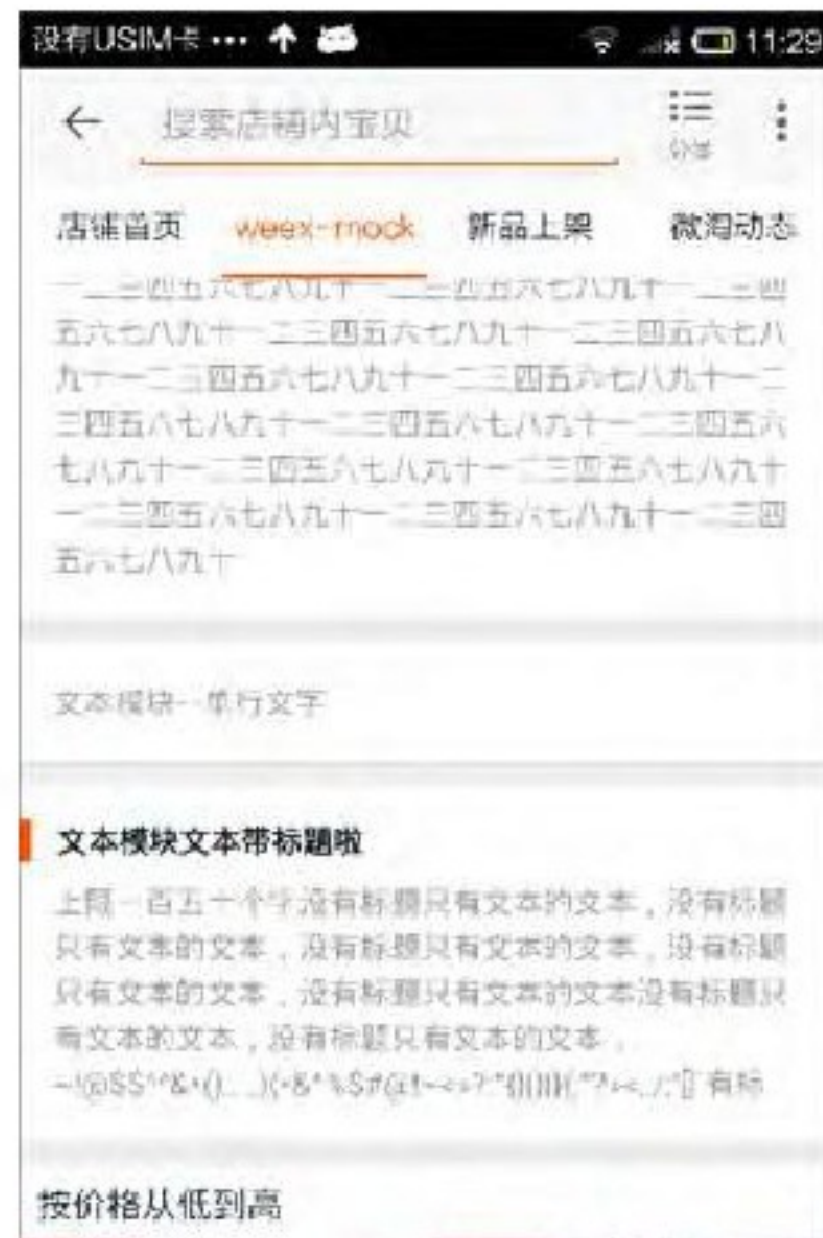 没有USIM卡 ... 11:29
搜索店铺内宝贝
分类
店铺首页 weex-mock 新品上架 微淘动态
一二三四五六七八九十一二三四五六七八九十一二三四
五六七八九十一二三四五六七八九十一二三四五六七八
九十一二三四五六七八九十一二三四五六七八九十一二
三四五六七八九十一二三四五六七八九十一二三四五六
七八九十一二三四五六七八九十一二三四五六七八九十
一二三四五六七八九十一二三四五六七八九十一二三四
五六七八九十
文本模块--单行文字
文本模块文本带标题啦
上限一百五十个字没有标题只有文本的文本，没有标题
只有文本的文本，没有标题只有文本的文本，没有标题
只有文本的文本，没有标题只有文本的文本没有标题只
有文本的文本，没有标题只有文本的文本，
有标
按价格从低到高